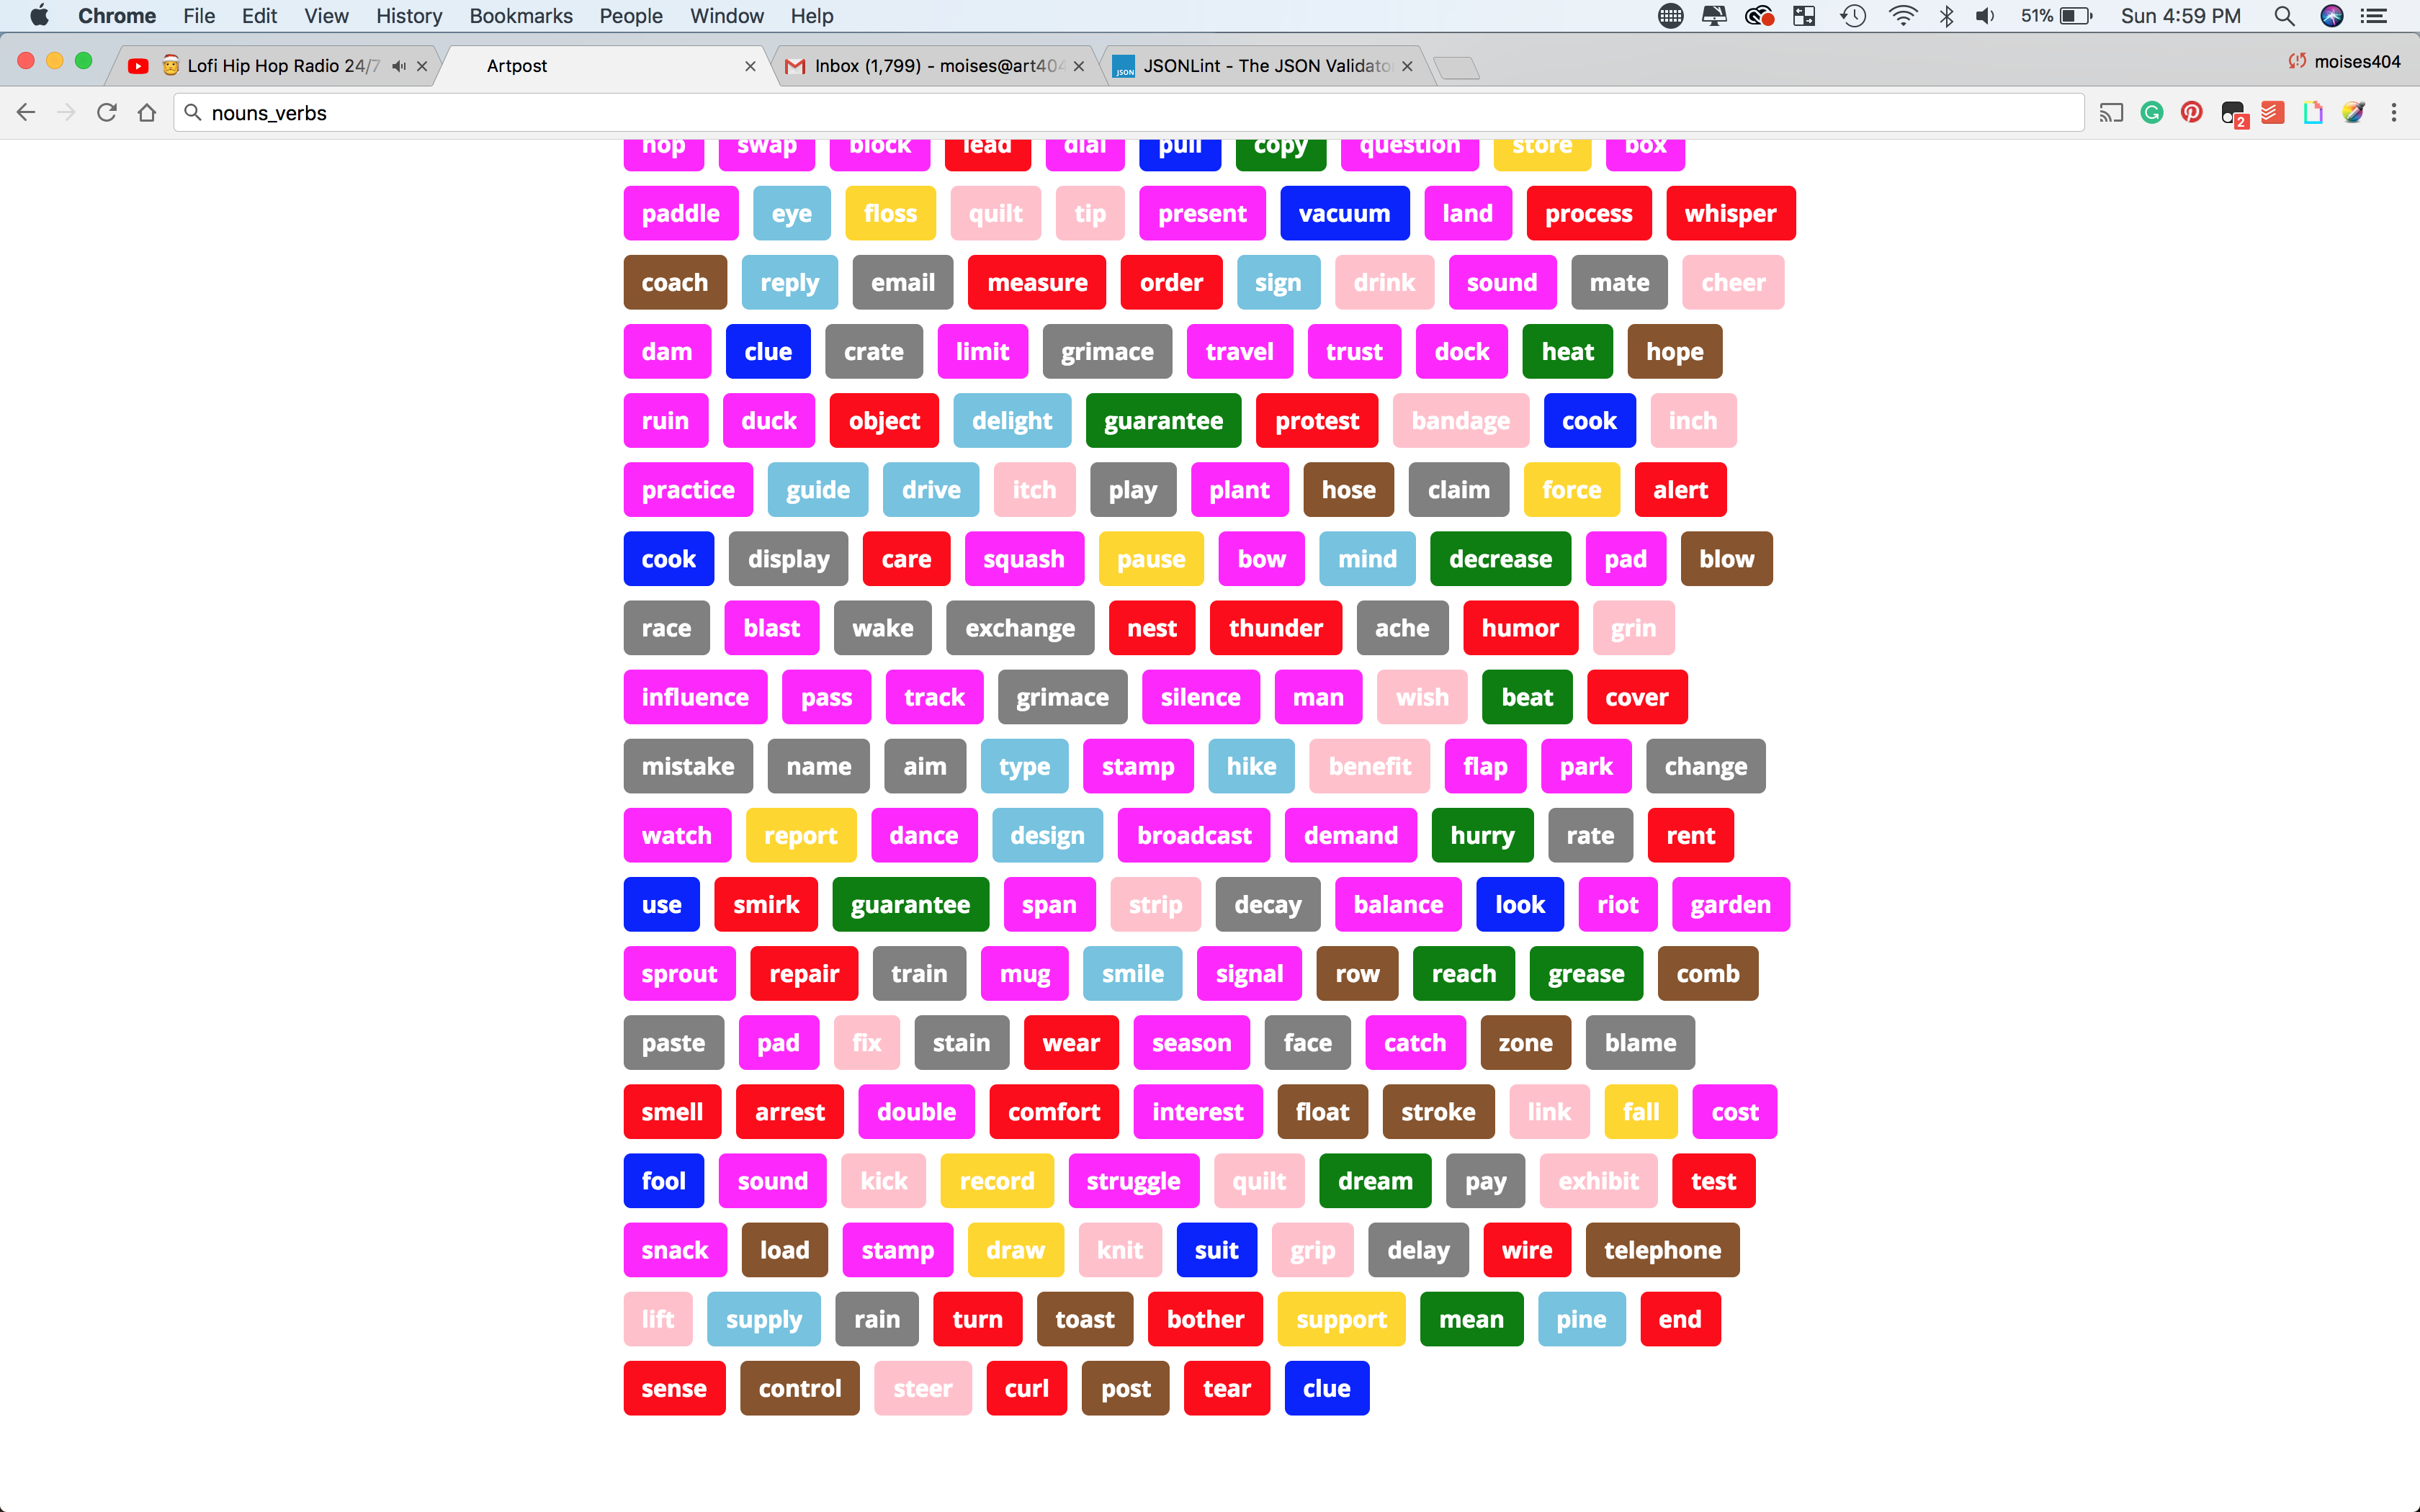 Chrome File Edit View History Bookmarks People Window Help 51% Sun 4:59 PM
Lofi Hip Hop Radio 24/7 Artpost Inbox (1,799) - moises@art404 JSON JSONLint - The JSON Validato moises404
nouns_verbs 2
hop swap block lead dial pull copy question store box
paddle eye floss quilt tip present vacuum land process whisper
coach reply email measure order sign drink sound mate cheer
dam clue crate limit grimace travel trust dock heat hope
ruin duck object delight guarantee protest bandage cook inch
practice guide drive itch play plant hose claim force alert
cook display care squash pause bow mind decrease pad blow
race blast wake exchange nest thunder ache humor grin
influence pass track grimace silence man wish beat cover
mistake name aim type stamp hike benefit flap park change
watch report dance design broadcast demand hurry rate rent
use smirk guarantee span strip decay balance look riot garden
sprout repair train mug smile signal row reach grease comb
paste pad fix stain wear season face catch zone blame
smell arrest double comfort interest float stroke link fall cost
fool sound kick record struggle quilt dream pay exhibit test
snack load stamp draw knit suit grip delay wire telephone
lift supply rain turn toast bother support mean pine end
sense control steer curl post tear clue